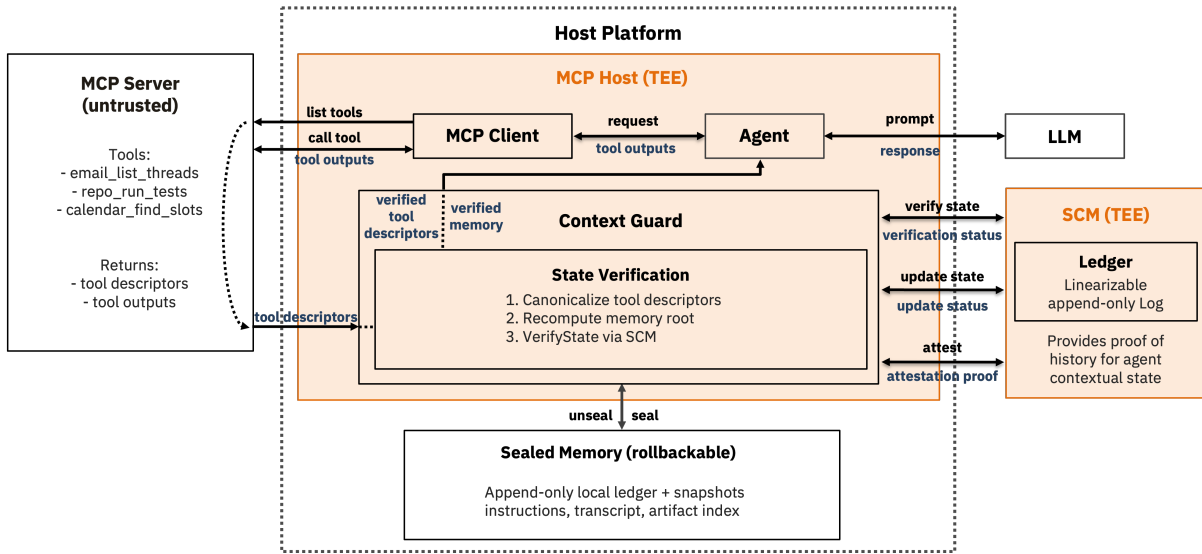 Host Platform
MCP Server
(untrusted)
Tools:
- email_list_threads
- repo_run_tests
- calendar_find_slots
Returns:
- tool descriptors
- tool outputs
MCP Host (TEE)
list tools
call tool
tool outputs
MCP Client
request
tool outputs
Agent
prompt
response
LLM
verified
tool
descriptors
verified
memory
Context Guard
tool descriptors
State Verification
1. Canonicalize tool descriptors
2. Recompute memory root
3. VerifyState via SCM
verify state
verification status
update state
update status
attest
attestation proof
SCM (TEE)
Ledger
Linearizable
append-only Log
Provides proof of
history for agent
contextual state
unseal
seal
Sealed Memory (rollbackable)
Append-only local ledger + snapshots
instructions, transcript, artifact index